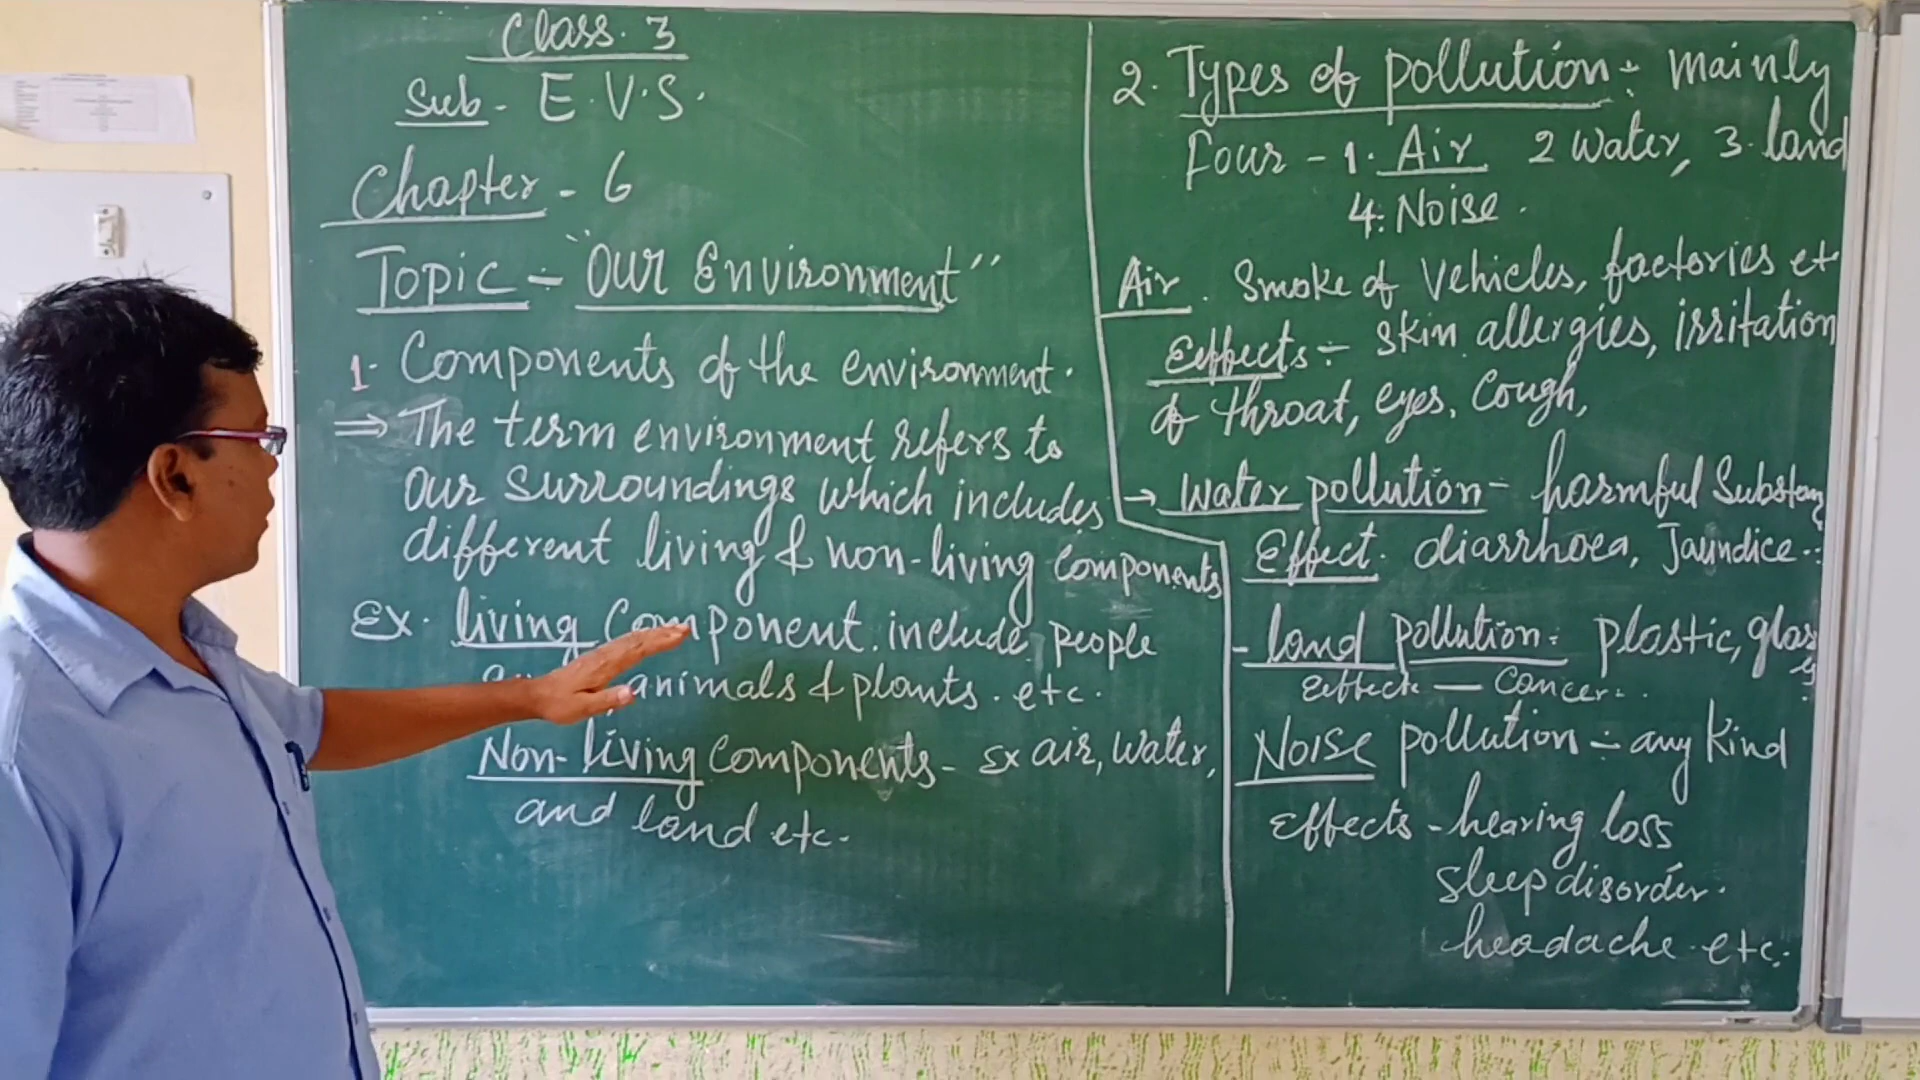 Class. 3
Sub - E.V.S.
Chapter - 6
Topic ÷ "Our Environment"
1. Components of the environment.
⇒ The term environment refers to
our surroundings which includes
different living & non-living components
Ex. living component include people
animals & plants. etc.
Non-living components - ex air, water,
and land etc.
2. Types of pollution ÷ mainly
four - 1. Air 2 water, 3. land
4. Noise.
Air. Smoke of vehicles, factories etc
Effects ÷ skin allergies, irritation
of throat, eyes, cough,
→ Water pollution - harmful
Effect. diarrhoea, Jaundice..
- land pollution: plastic, glass
Effects — Cancer..
Noise pollution ÷ any kind
Effects - hearing loss
sleep disorder.
headache etc.